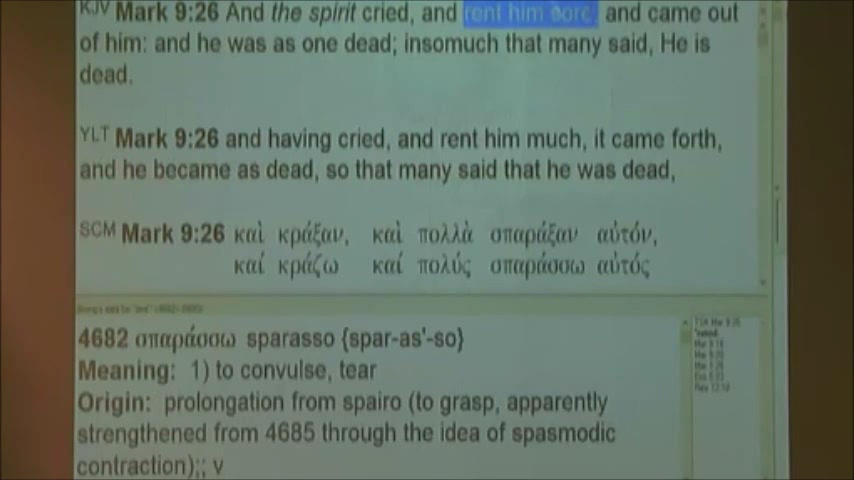 KJV Mark 9:26 And the spirit cried, and rent him sore, and came out
of him: and he was as one dead; insomuch that many said, He is
dead.
YLT Mark 9:26 and having cried, and rent him much, it came forth,
and he became as dead, so that many said that he was dead,
SCM Mark 9:26 καὶ κράξαν, καὶ πολλὰ σπαράξαν αὐτόν,
καί κράζω καί πολύς σπαράσσω αὐτός
4682 σπαράσσω sparasso {spar-as'-so}
Meaning: 1) to convulse, tear
Origin: prolongation from spairo (to grasp, apparently
strengthened from 4685 through the idea of spasmodic
contraction);; v